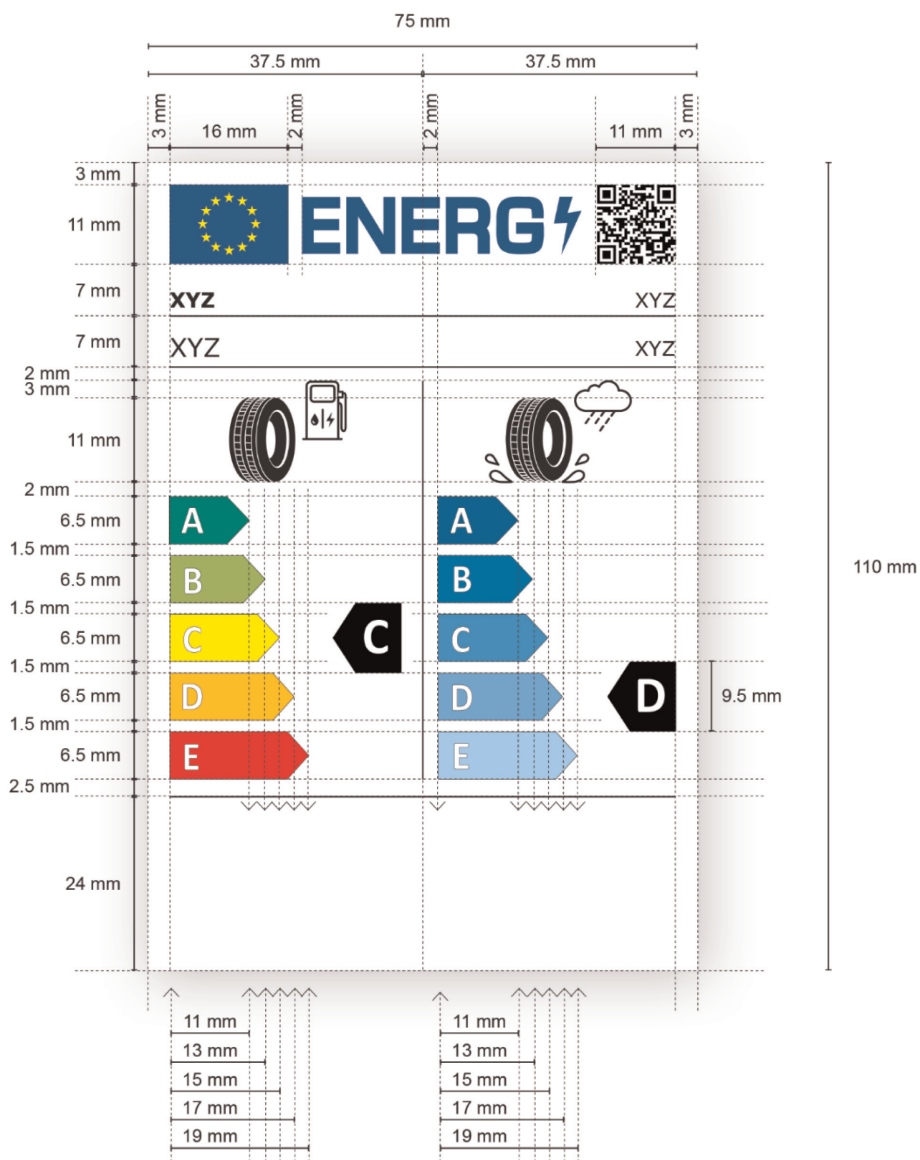 75 mm
37.5 mm 37.5 mm
3 mm 16 mm 2 mm 2 mm 11 mm 3 mm
3 mm
11 mm ENERG
7 mm XYZ XYZ
7 mm XYZ XYZ
2 mm
3 mm
11 mm
2 mm
6.5 mm A A
1.5 mm
6.5 mm B B 110 mm
1.5 mm
6.5 mm C C C
1.5 mm
6.5 mm D D D 9.5 mm
1.5 mm
6.5 mm E E
2.5 mm
24 mm
11 mm 11 mm
13 mm 13 mm
15 mm 15 mm
17 mm 17 mm
19 mm 19 mm